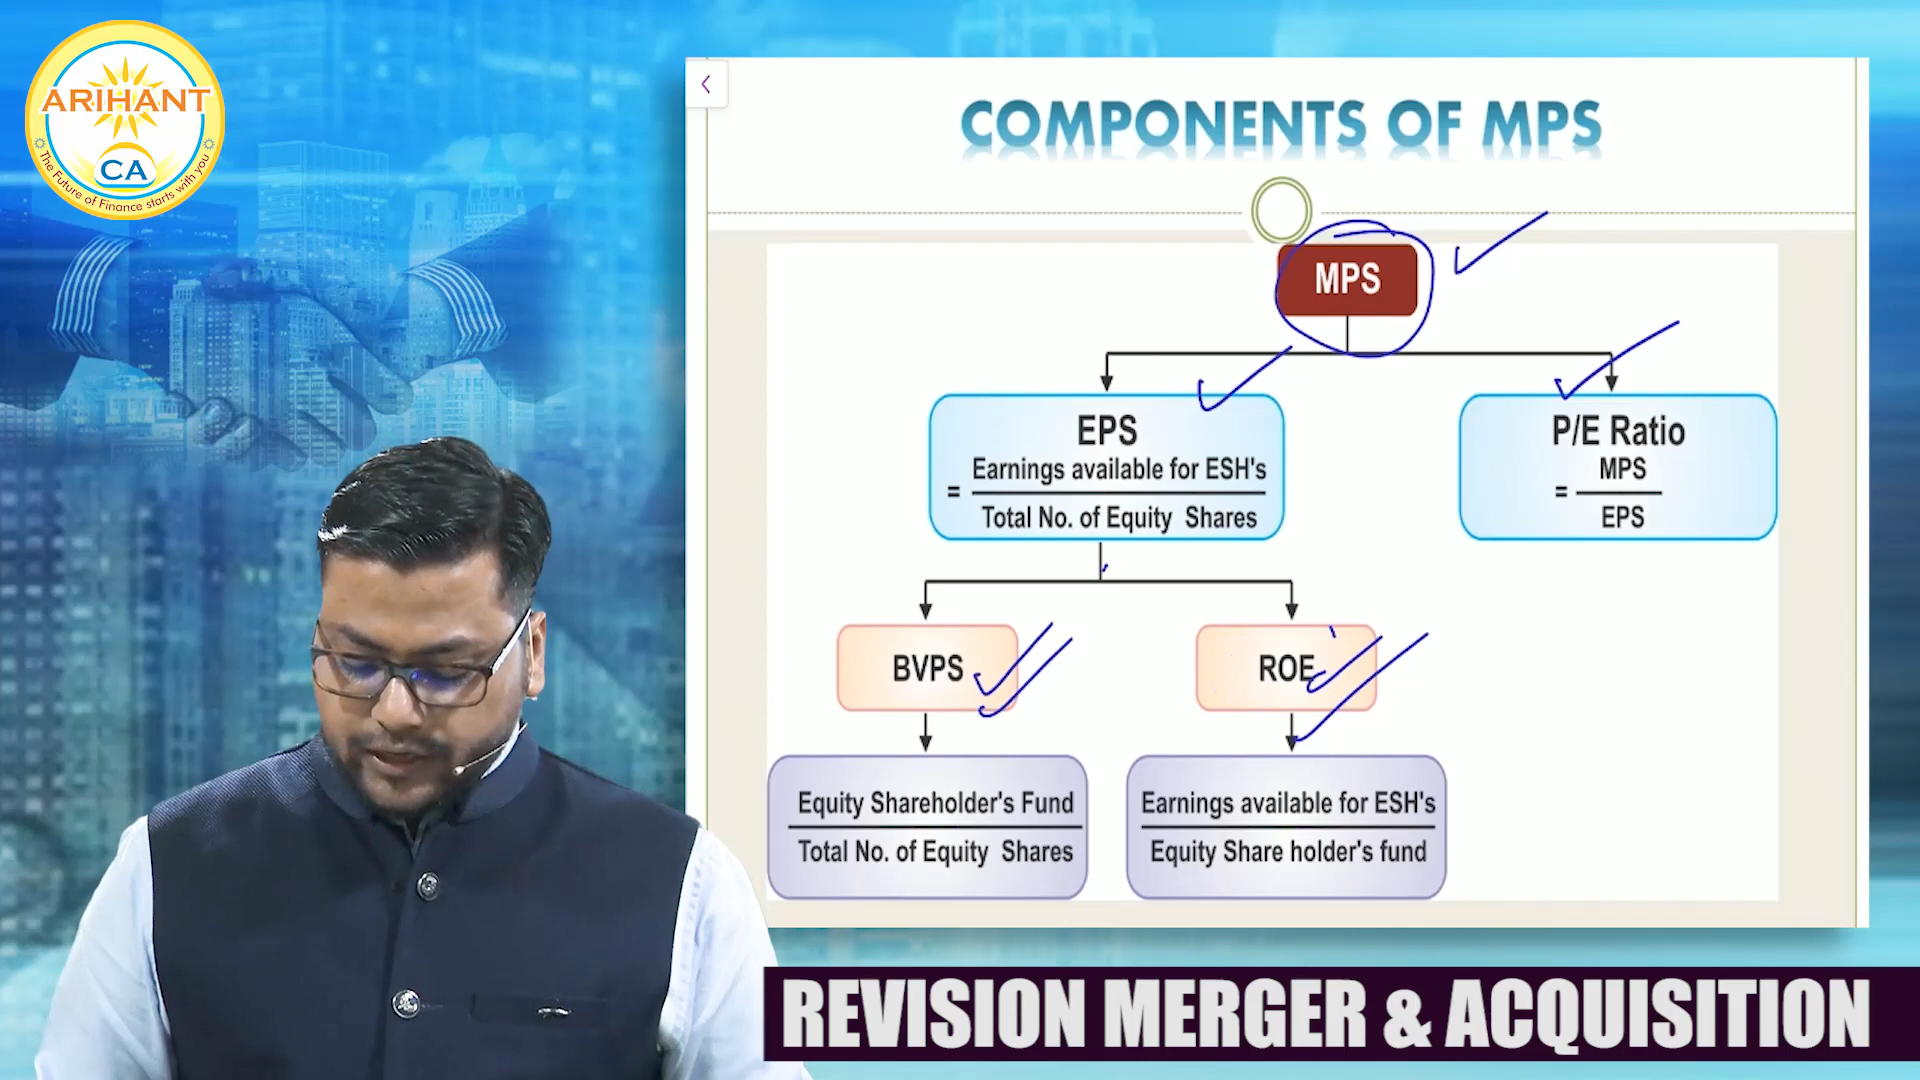 ARIHANT
CA
The Future of Finance starts with you
COMPONENTS OF MPS
MPS
EPS
= Earnings available for ESH's
Total No. of Equity Shares
P/E Ratio
= MPS
EPS
BVPS
ROE
Equity Shareholder's Fund
Total No. of Equity Shares
Earnings available for ESH's
Equity Share holder's fund
REVISION MERGER & ACQUISITION